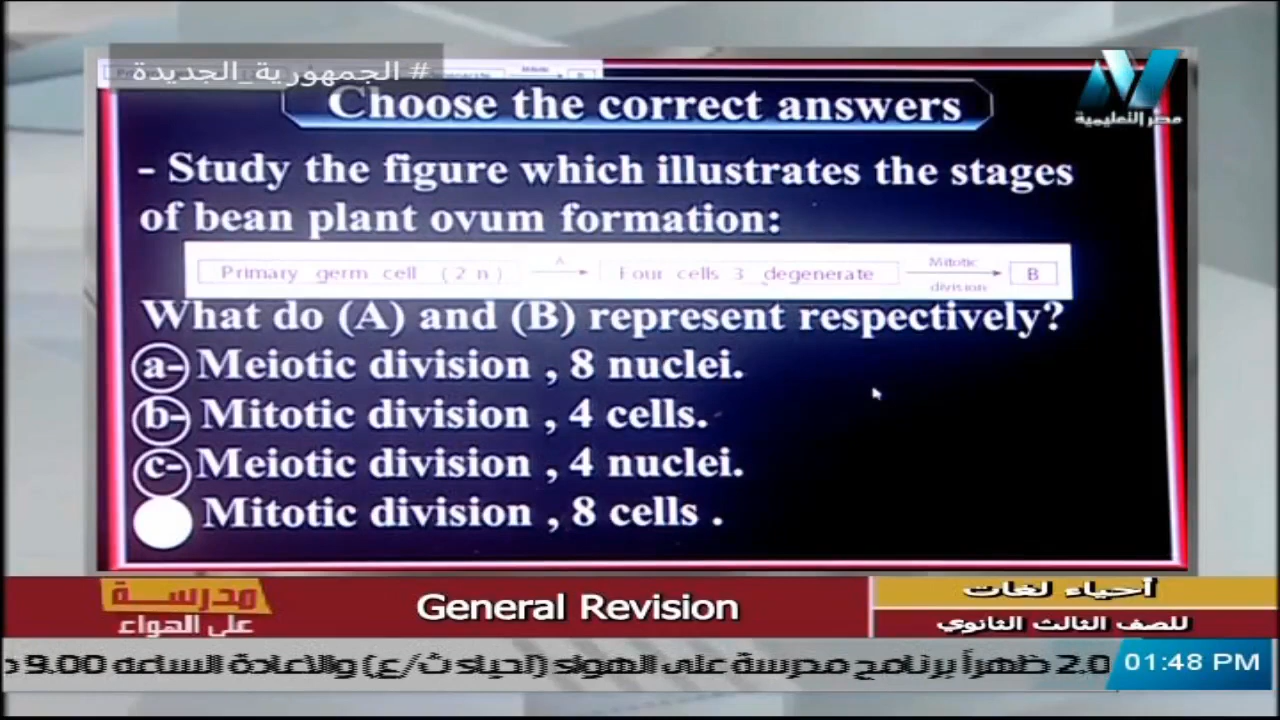 #الجمهورية_الجديدة
مصر التعليمية
Choose the correct answers
- Study the figure which illustrates the stages
of bean plant ovum formation:
Primary germ cell (2 n) A Four cells 3 degenerate Mitotic division B
What do (A) and (B) represent respectively?
a- Meiotic division , 8 nuclei.
b- Mitotic division , 4 cells.
c- Meiotic division , 4 nuclei.
Mitotic division , 8 cells .
مدرسة
على الهواء
General Revision
أحياء لغات
للصف الثالث الثانوي
2.0 ظهراً برنامج مدرسة على الهواء (أحياء ث/ع) والاعادة الساعه 9.00
01:48 PM